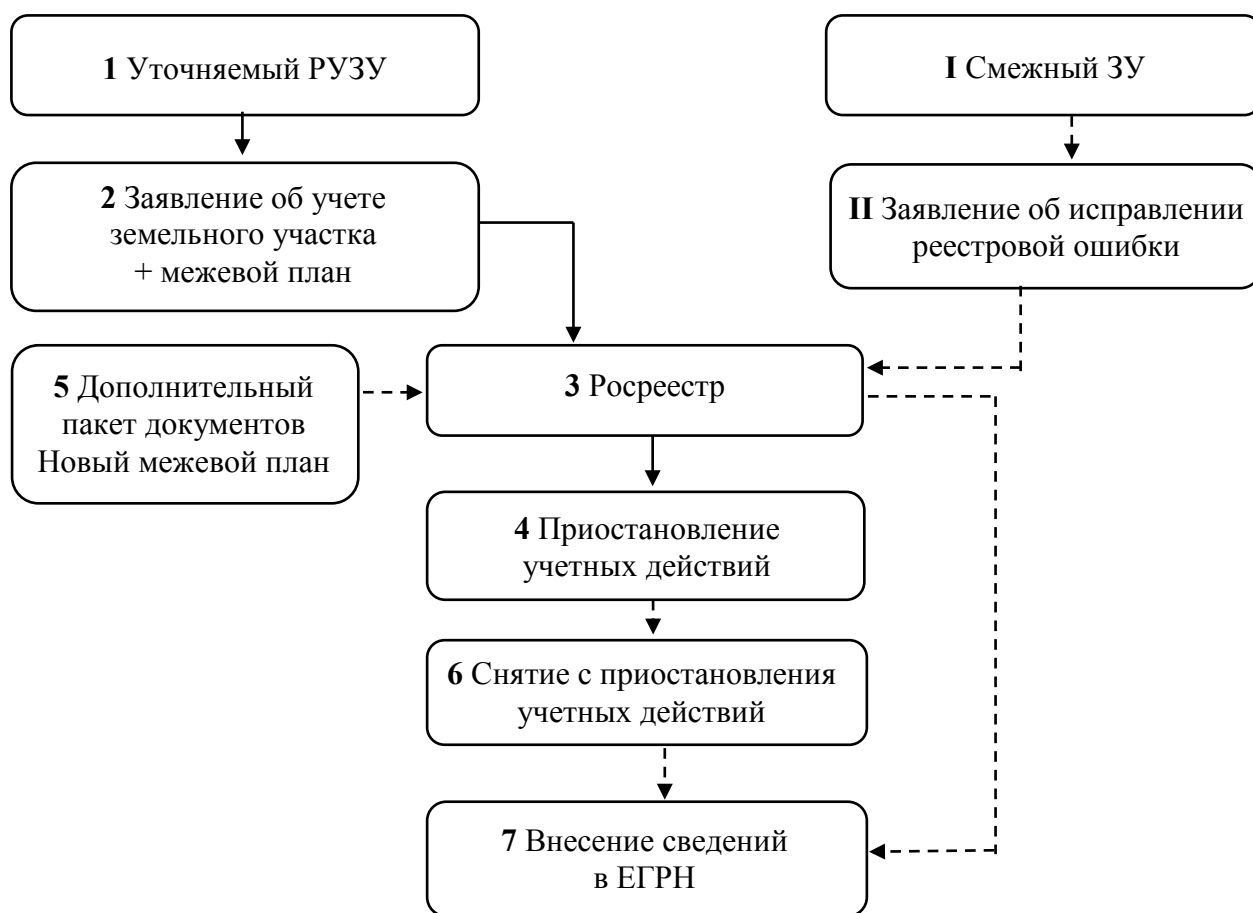 1 Уточняемый РУЗУ
I Смежный ЗУ
2 Заявление об учете
земельного участка
+ межевой план
II Заявление об исправлении
реестровой ошибки
3 Росреестр
5 Дополнительный
пакет документов
Новый межевой план
4 Приостановление
учетных действий
6 Снятие с приостановления
учетных действий
7 Внесение сведений
в ЕГРН